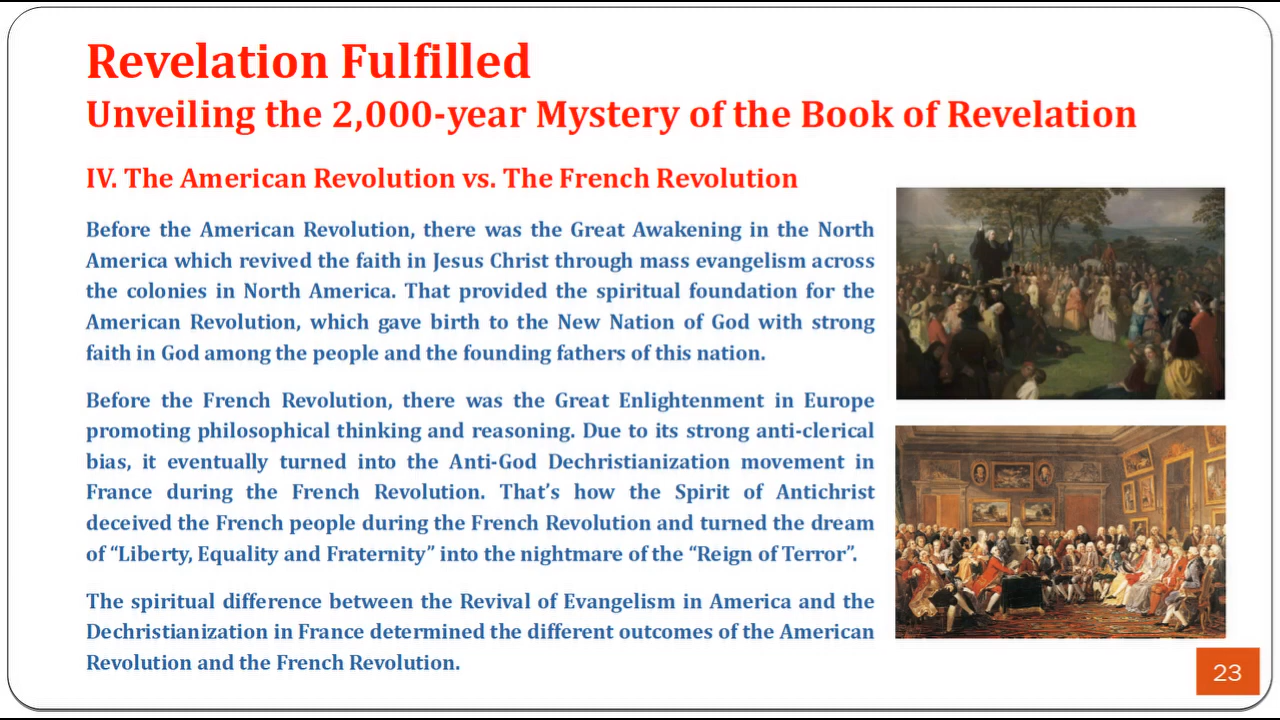 Revelation Fulfilled
Unveiling the 2,000-year Mystery of the Book of Revelation
IV. The American Revolution vs. The French Revolution
Before the American Revolution, there was the Great Awakening in the North
America which revived the faith in Jesus Christ through mass evangelism across
the colonies in North America. That provided the spiritual foundation for the
American Revolution, which gave birth to the New Nation of God with strong
faith in God among the people and the founding fathers of this nation.
Before the French Revolution, there was the Great Enlightenment in Europe
promoting philosophical thinking and reasoning. Due to its strong anti-clerical
bias, it eventually turned into the Anti-God Dechristianization movement in
France during the French Revolution. That’s how the Spirit of Antichrist
deceived the French people during the French Revolution and turned the dream
of “Liberty, Equality and Fraternity” into the nightmare of the “Reign of Terror”.
The spiritual difference between the Revival of Evangelism in America and the
Dechristianization in France determined the different outcomes of the American
Revolution and the French Revolution.
23